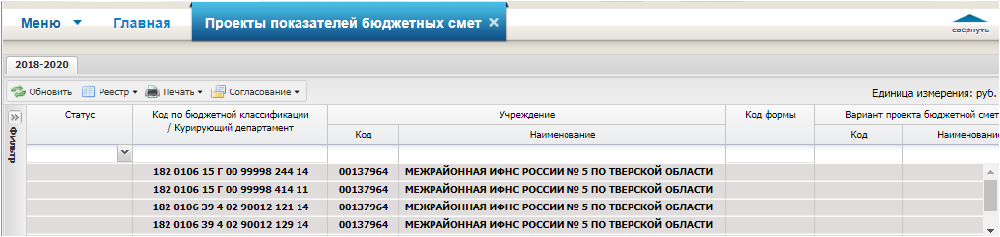 Меню Главная Проекты показателей бюджетных смет
свернуть
2018-2020
Обновить Реестр Печать Согласование Единица измерения: руб.
Фильтр
Статус Код по бюджетной классификации / Курирующий департамент Учреждение Код формы Вариант проекта бюджетной смет
Код Наименование Код Наименовани
182 0106 15 Г 00 99998 244 14 00137964 МЕЖРАЙОННАЯ ИФНС РОССИИ № 5 ПО ТВЕРСКОЙ ОБЛАСТИ
182 0106 15 Г 00 99998 414 11 00137964 МЕЖРАЙОННАЯ ИФНС РОССИИ № 5 ПО ТВЕРСКОЙ ОБЛАСТИ
182 0106 39 4 02 90012 121 14 00137964 МЕЖРАЙОННАЯ ИФНС РОССИИ № 5 ПО ТВЕРСКОЙ ОБЛАСТИ
182 0106 39 4 02 90012 129 14 00137964 МЕЖРАЙОННАЯ ИФНС РОССИИ № 5 ПО ТВЕРСКОЙ ОБЛАСТИ